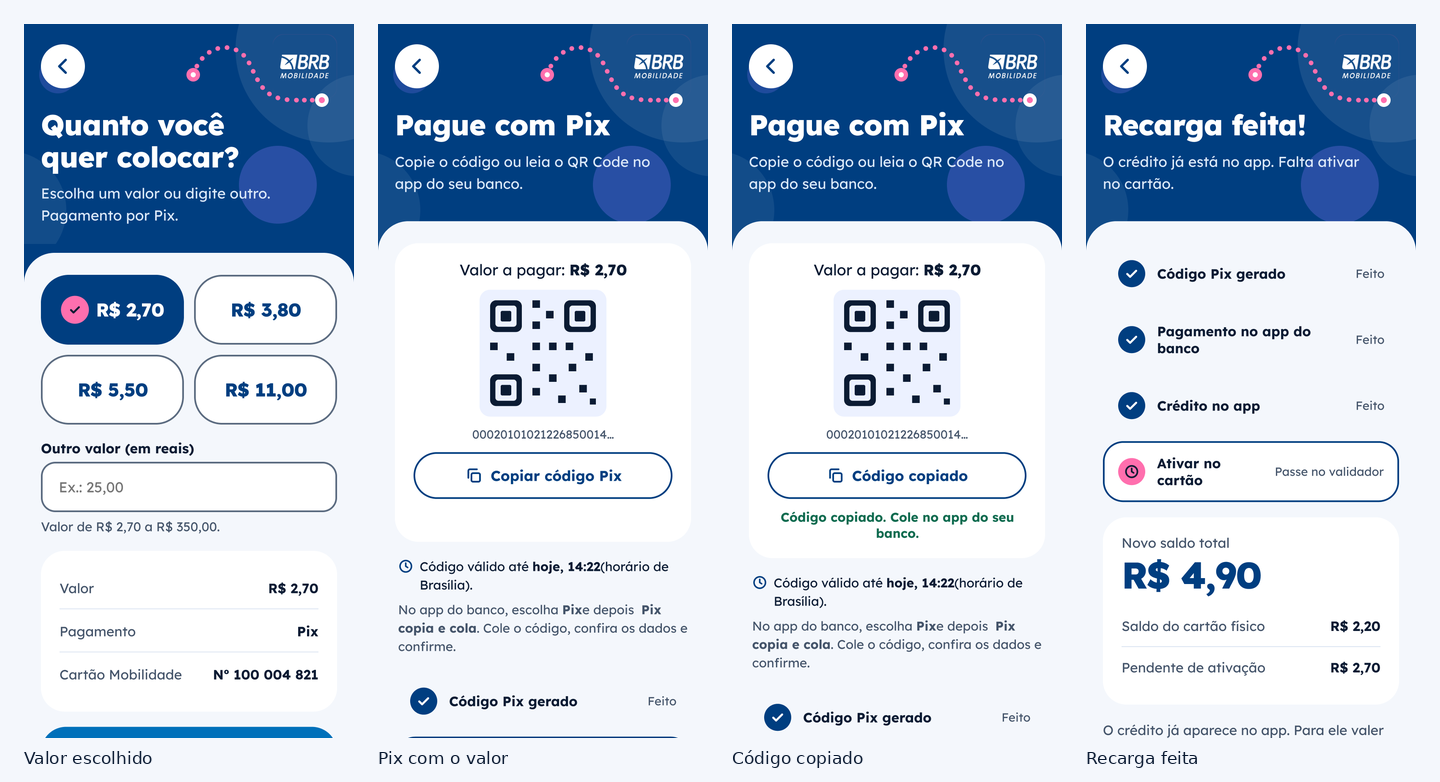 BRB
MOBILIDADE
Quanto você
quer colocar?
Escolha um valor ou digite outro.
Pagamento por Pix.
R$ 2,70
R$ 3,80
R$ 5,50
R$ 11,00
Outro valor (em reais)
Ex.: 25,00
Valor de R$ 2,70 a R$ 350,00.
Valor R$ 2,70
Pagamento Pix
Cartão Mobilidade Nº 100 004 821
Valor escolhido
BRB
MOBILIDADE
Pague com Pix
Copie o código ou leia o QR Code no
app do seu banco.
Valor a pagar: R$ 2,70
00020101021226850014…
Copiar código Pix
Código válido até hoje, 14:22(horário de
Brasília).
No app do banco, escolha Pixe depois Pix
copia e cola. Cole o código, confira os dados e
confirme.
Código Pix gerado Feito
Pix com o valor
BRB
MOBILIDADE
Pague com Pix
Copie o código ou leia o QR Code no
app do seu banco.
Valor a pagar: R$ 2,70
00020101021226850014…
Código copiado
Código copiado. Cole no app do seu
banco.
Código válido até hoje, 14:22(horário de
Brasília).
No app do banco, escolha Pixe depois Pix
copia e cola. Cole o código, confira os dados e
confirme.
Código Pix gerado Feito
Código copiado
BRB
MOBILIDADE
Recarga feita!
O crédito já está no app. Falta ativar
no cartão.
Código Pix gerado Feito
Pagamento no app do
banco
Feito
Crédito no app Feito
Ativar no
cartão
Passe no validador
Novo saldo total
R$ 4,90
Saldo do cartão físico R$ 2,20
Pendente de ativação R$ 2,70
O crédito já aparece no app. Para ele valer
Recarga feita